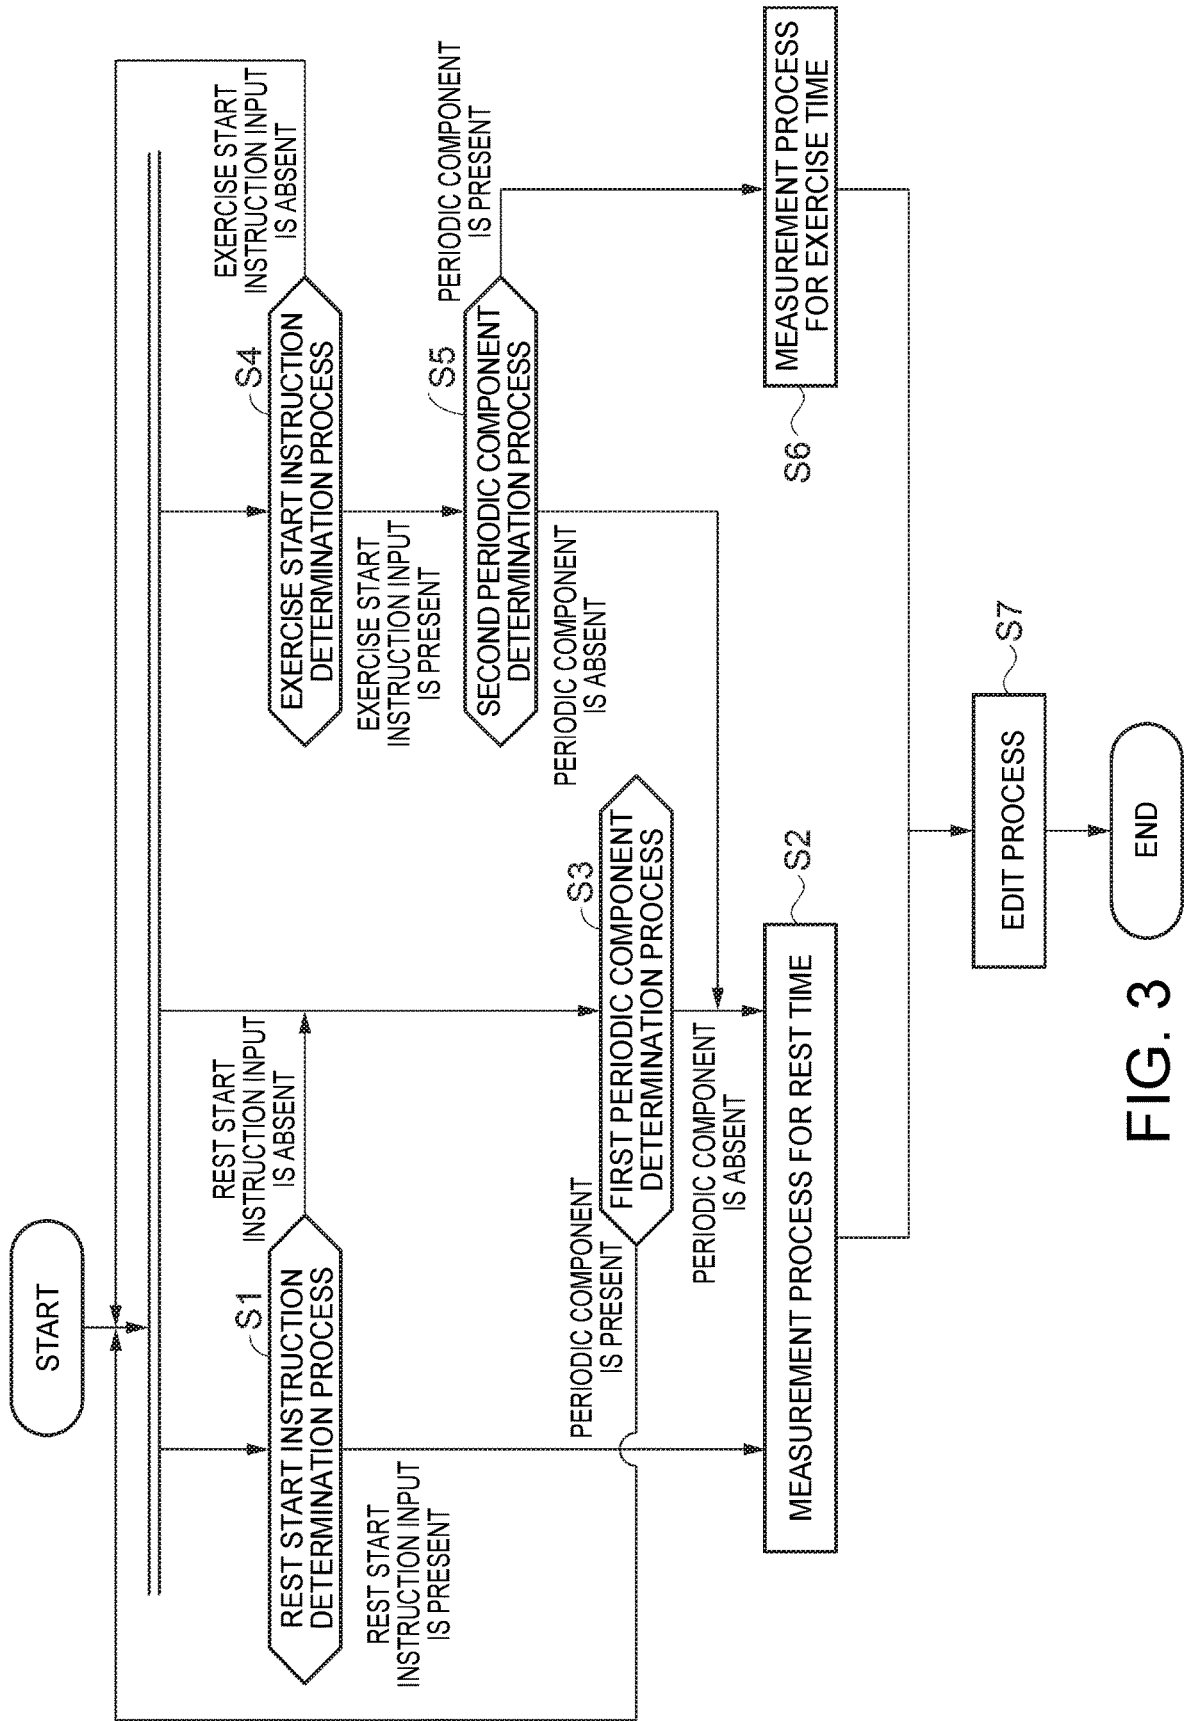 START
S1
REST START INSTRUCTION
DETERMINATION PROCESS
REST START
INSTRUCTION INPUT
IS ABSENT
REST START
INSTRUCTION INPUT
IS PRESENT
S4
EXERCISE START INSTRUCTION
DETERMINATION PROCESS
EXERCISE START
INSTRUCTION INPUT
IS ABSENT
EXERCISE START
INSTRUCTION INPUT
IS PRESENT
S5
SECOND PERIODIC COMPONENT
DETERMINATION PROCESS
PERIODIC COMPONENT
IS PRESENT
PERIODIC COMPONENT
IS ABSENT
S3
FIRST PERIODIC COMPONENT
DETERMINATION PROCESS
PERIODIC COMPONENT
IS PRESENT
PERIODIC COMPONENT
IS ABSENT
S2
MEASUREMENT PROCESS FOR REST TIME
S6
MEASUREMENT PROCESS
FOR EXERCISE TIME
S7
EDIT PROCESS
END
FIG. 3